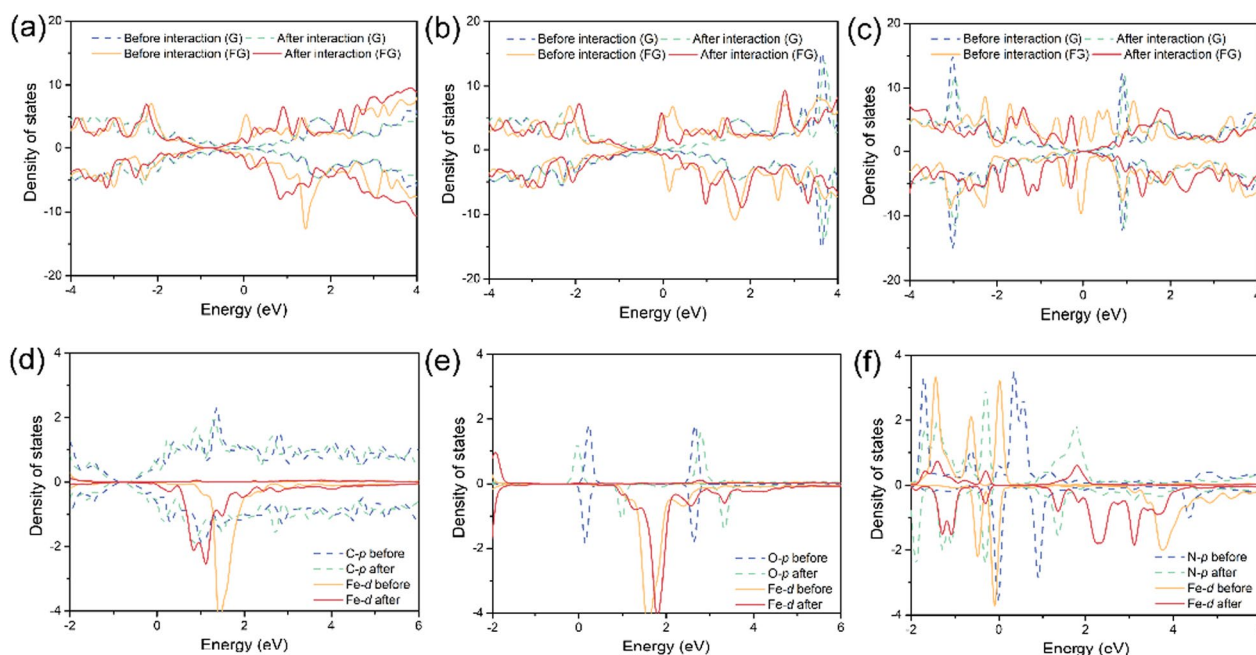 (a)
Before interaction (G) After interaction (G)
Before interaction (FG) After interaction (FG)
20
10
0
-10
-20
Density of states
-4 -2 0 2 4
Energy (eV)
(b)
Before interaction (G) After interaction (G)
Before interaction (FG) After interaction (FG)
20
10
0
-10
-20
Density of states
-4 -2 0 2 4
Energy (eV)
(c)
Before interaction (G) After interaction (G)
Before interaction (FG) After interaction (FG)
20
10
0
-10
-20
Density of states
-4 -2 0 2 4
Energy (eV)
(d)
4
2
0
-2
-4
Density of states
C-p before
C-p after
Fe-d before
Fe-d after
-2 0 2 4 6
Energy (eV)
(e)
4
2
0
-2
-4
Density of states
O-p before
O-p after
Fe-d before
Fe-d after
-2 0 2 4 6
Energy (eV)
(f)
4
2
0
-2
-4
Density of states
N-p before
N-p after
Fe-d before
Fe-d after
-2 0 2 4
Energy (eV)